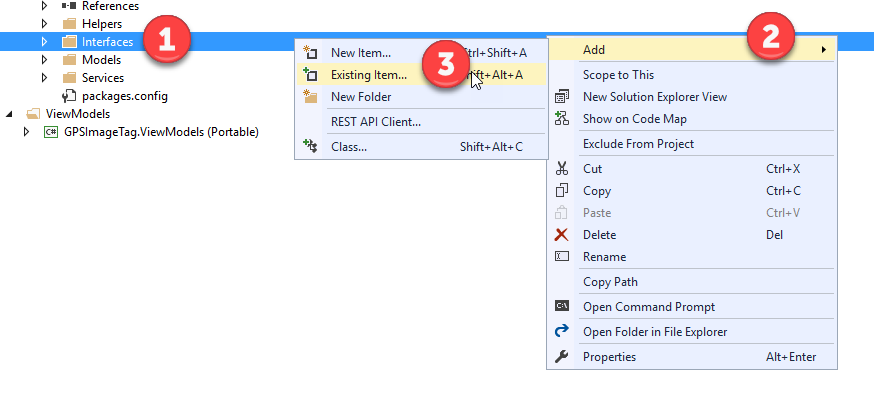 References
Helpers
Interfaces
1
Models
Services
packages.config
ViewModels
C# GPSImageTag.ViewModels (Portable)
New Item... Ctrl+Shift+A
3
Existing Item... Shift+Alt+A
New Folder
REST API Client...
Class... Shift+Alt+C
Add
2
Scope to This
New Solution Explorer View
Show on Code Map
Exclude From Project
Cut Ctrl+X
Copy Ctrl+C
Paste Ctrl+V
Delete Del
Rename
Copy Path
C:\ Open Command Prompt
Open Folder in File Explorer
Properties Alt+Enter